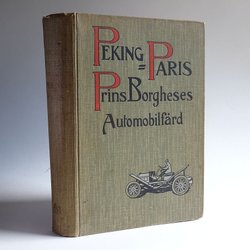 Peking=Paris
Prins Borgheses
Automobilfärd